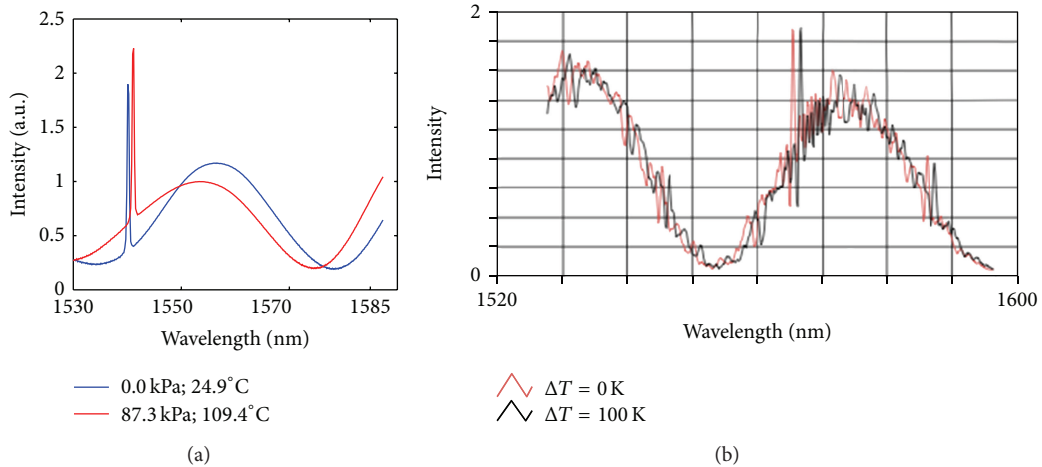 (a)
2.5
2
1.5
1
0.5
0
Intensity (a.u.)
1530 1550 1570 1585
Wavelength (nm)
0.0 kPa; 24.9°C
87.3 kPa; 109.4°C
(a)
(b)
2
0
Intensity
1520 1600
Wavelength (nm)
ΔT = 0 K
ΔT = 100 K
(b)